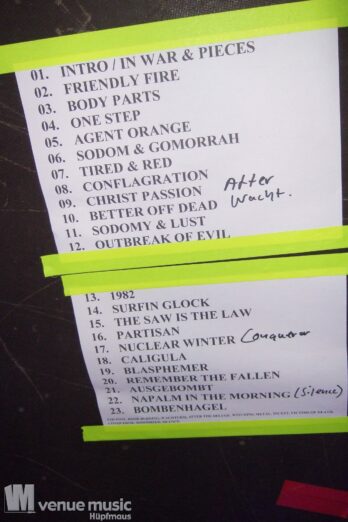 01. INTRO / IN WAR & PIECES
02. FRIENDLY FIRE
03. BODY PARTS
04. ONE STEP
05. AGENT ORANGE
06. SODOM & GOMORRAH
07. TIRED & RED
08. CONFLAGRATION
09. CHRIST PASSION After
10. BETTER OFF DEAD Wacht.
11. SODOMY & LUST
12. OUTBREAK OF EVIL
13. 1982
14. SURFIN GLOCK
15. THE SAW IS THE LAW
16. PARTISAN
17. NUCLEAR WINTER Conqueror
18. CALIGULA
19. BLASPHEMER
20. REMEMBER THE FALLEN
21. AUSGEBOMBT
22. NAPALM IN THE MORNING (Silence)
23. BOMBENHAGEL
venue music
Hüpfmaus